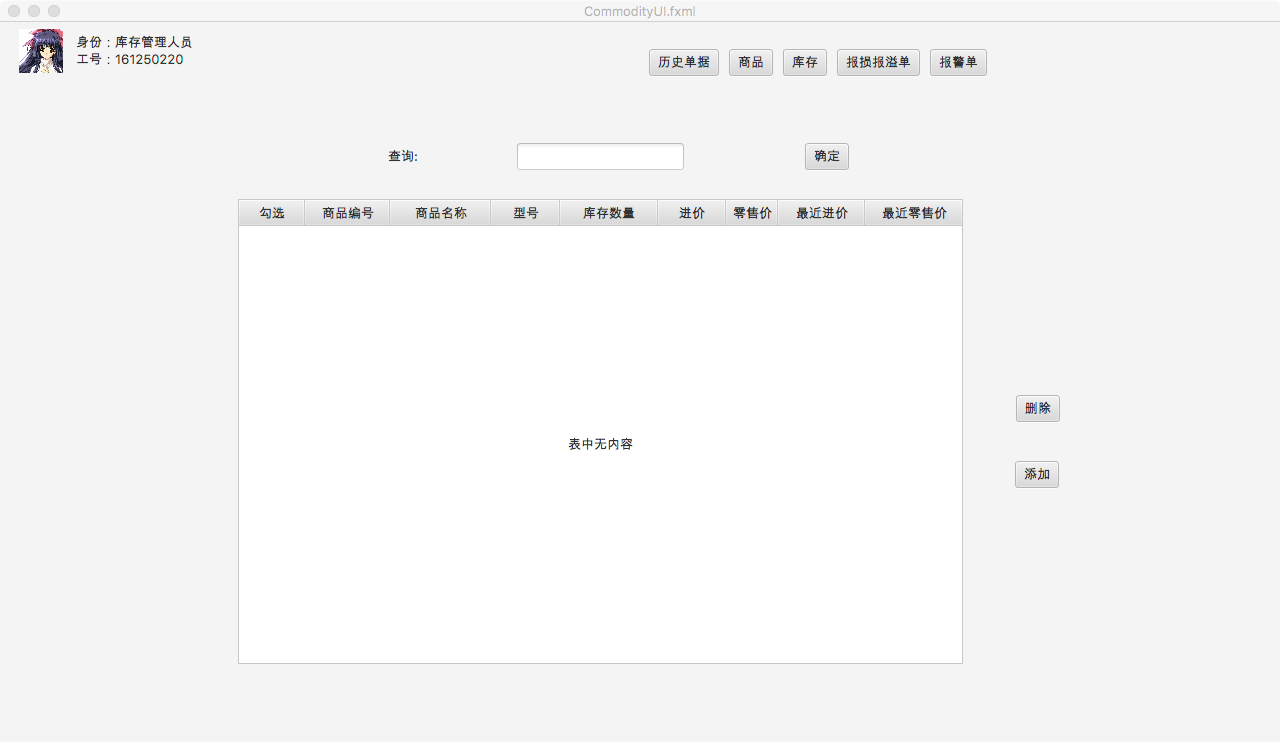 CommodityUI.fxml
身份：库存管理人员
工号：161250220
历史单据 商品 库存 报损报溢单 报警单
查询: 确定
勾选 商品编号 商品名称 型号 库存数量 进价 零售价 最近进价 最近零售价
表中无内容
删除
添加